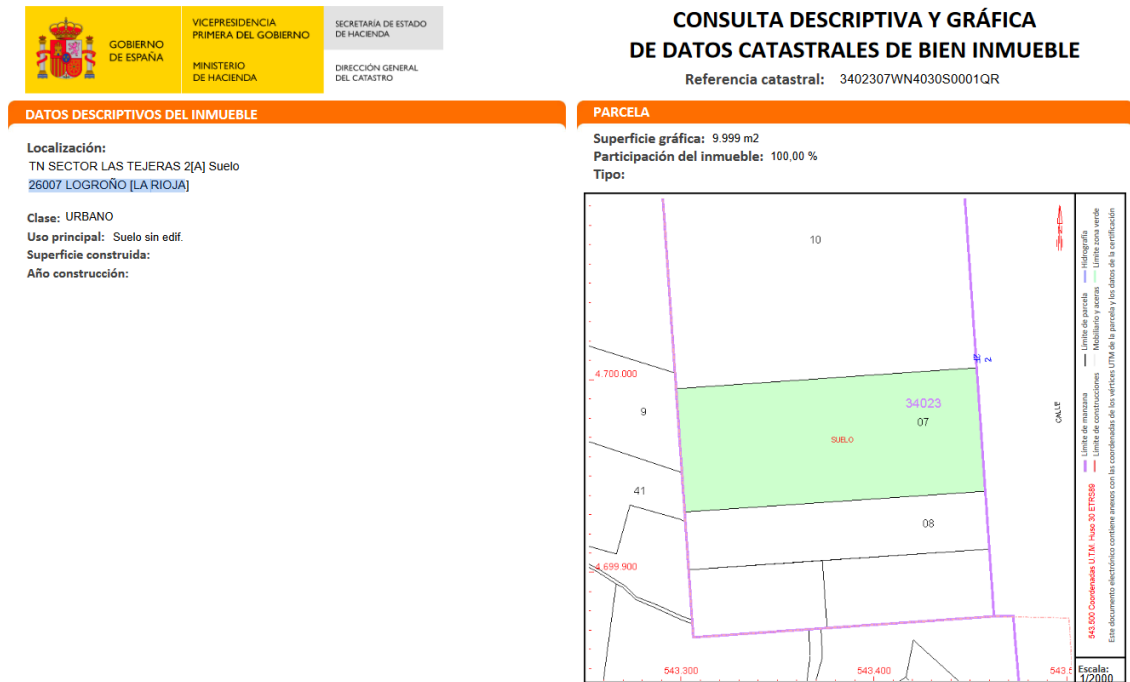 GOBIERNO
DE ESPAÑA
VICEPRESIDENCIA
PRIMERA DEL GOBIERNO
MINISTERIO
DE HACIENDA
SECRETARÍA DE ESTADO
DE HACIENDA
DIRECCIÓN GENERAL
DEL CATASTRO
CONSULTA DESCRIPTIVA Y GRÁFICA
DE DATOS CATASTRALES DE BIEN INMUEBLE
Referencia catastral: 3402307WN4030S0001QR
DATOS DESCRIPTIVOS DEL INMUEBLE
Localización:
TN SECTOR LAS TEJERAS 2[A] Suelo
26007 LOGROÑO [LA RIOJA]
Clase: URBANO
Uso principal: Suelo sin edif.
Superficie construida:
Año construcción:
PARCELA
Superficie gráfica: 9.999 m2
Participación del inmueble: 100,00 %
Tipo:
10
2
4.700.000
34023
07
9
SUELO
CALLE
41
08
4.699.900
543.300
543.400
543.5
Límite de manzana
Límite de parcela
Hidrografía
Límite de construcciones
Mobiliario y aceras
Límite zona verde
543.500 Coordenadas U.T.M. Huso 30 ETRS89
Este documento electrónico contiene anexos con las coordenadas de los vértices UTM de la parcela y los datos de la certificación
Escala:
1/2000